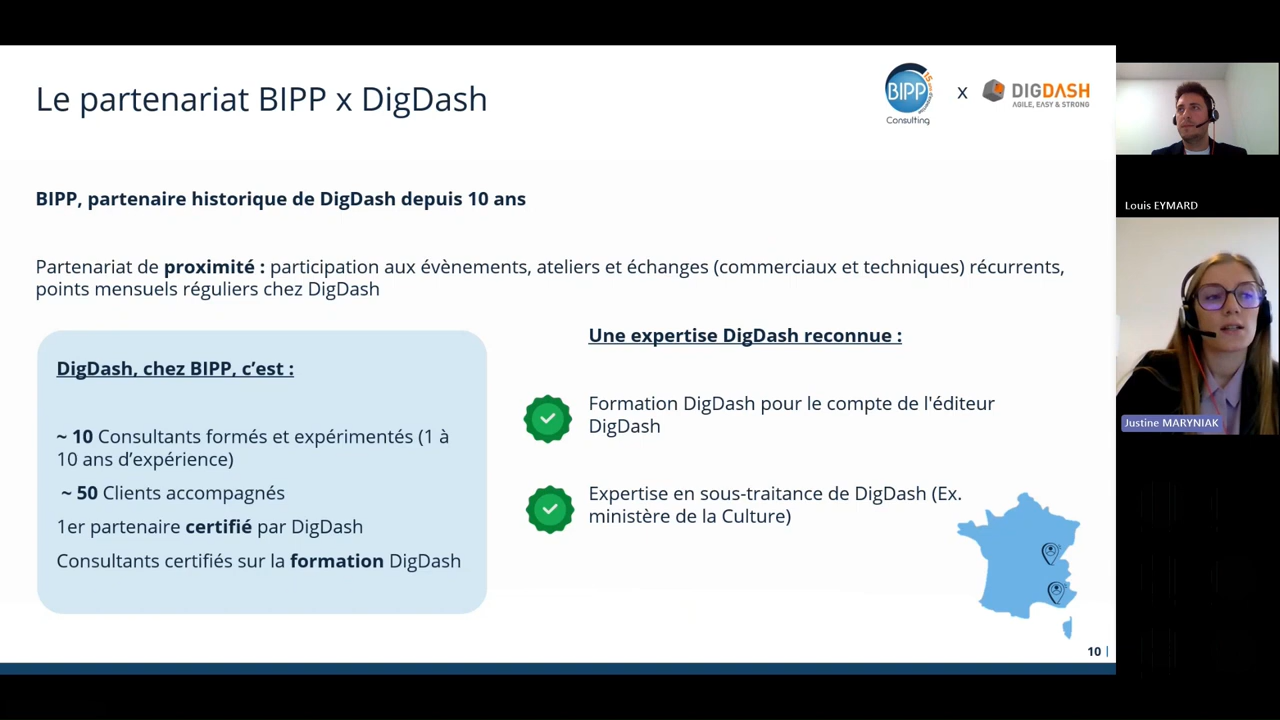 Le partenariat BIPP x DigDash
BIPP
Consulting
X
DIGDASH
AGILE, EASY & STRONG
BIPP, partenaire historique de DigDash depuis 10 ans
Partenariat de proximité : participation aux évènements, ateliers et échanges (commerciaux et techniques) récurrents,
points mensuels réguliers chez DigDash
DigDash, chez BIPP, c’est :
~ 10 Consultants formés et expérimentés (1 à
10 ans d’expérience)
~ 50 Clients accompagnés
1er partenaire certifié par DigDash
Consultants certifiés sur la formation DigDash
Une expertise DigDash reconnue :
Formation DigDash pour le compte de l'éditeur
DigDash
Expertise en sous-traitance de DigDash (Ex.
ministère de la Culture)
10 |
Louis EYMARD
Justine MARYNIAK